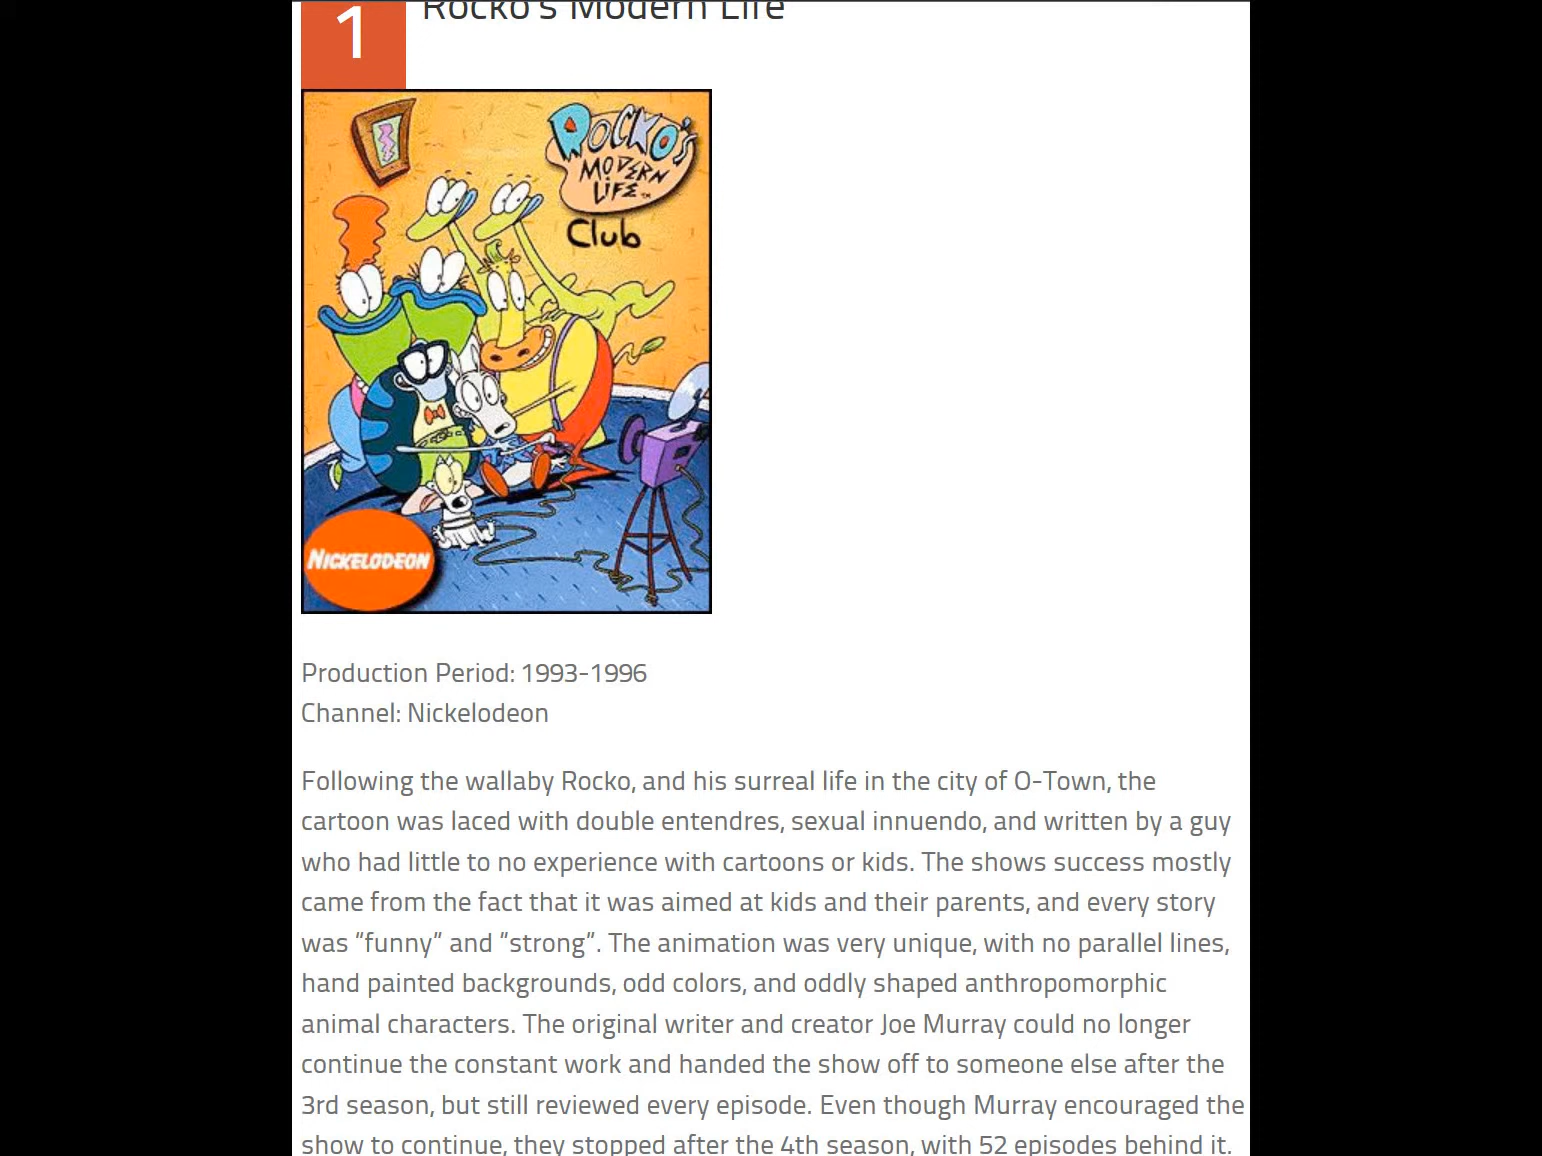 1
Rocko's Modern Life
ROCKO'S
MODERN
LIFE™
Club
NICKELODEON
Production Period: 1993-1996
Channel: Nickelodeon
Following the wallaby Rocko, and his surreal life in the city of O-Town, the
cartoon was laced with double entendres, sexual innuendo, and written by a guy
who had little to no experience with cartoons or kids. The shows success mostly
came from the fact that it was aimed at kids and their parents, and every story
was “funny” and “strong”. The animation was very unique, with no parallel lines,
hand painted backgrounds, odd colors, and oddly shaped anthropomorphic
animal characters. The original writer and creator Joe Murray could no longer
continue the constant work and handed the show off to someone else after the
3rd season, but still reviewed every episode. Even though Murray encouraged the
show to continue, they stopped after the 4th season, with 52 episodes behind it.